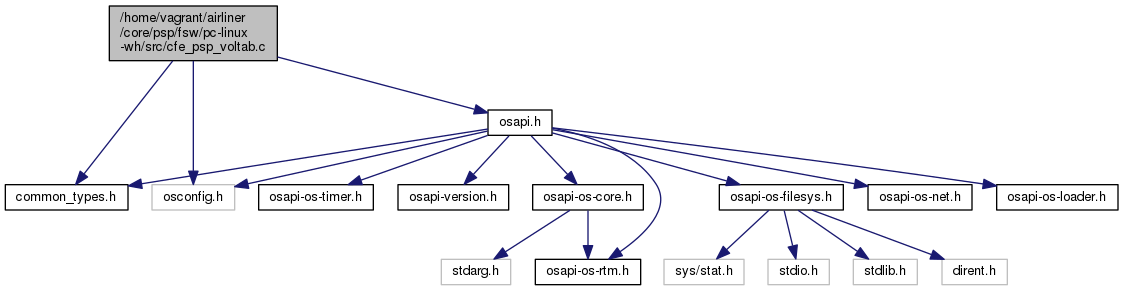 /home/vagrant/airliner
/core/psp/fsw/pc-linux
-wh/src/cfe_psp_voltab.c
osapi.h
common_types.h
osconfig.h
osapi-os-timer.h
osapi-version.h
osapi-os-core.h
osapi-os-filesys.h
osapi-os-net.h
osapi-os-loader.h
stdarg.h
osapi-os-rtm.h
sys/stat.h
stdio.h
stdlib.h
dirent.h